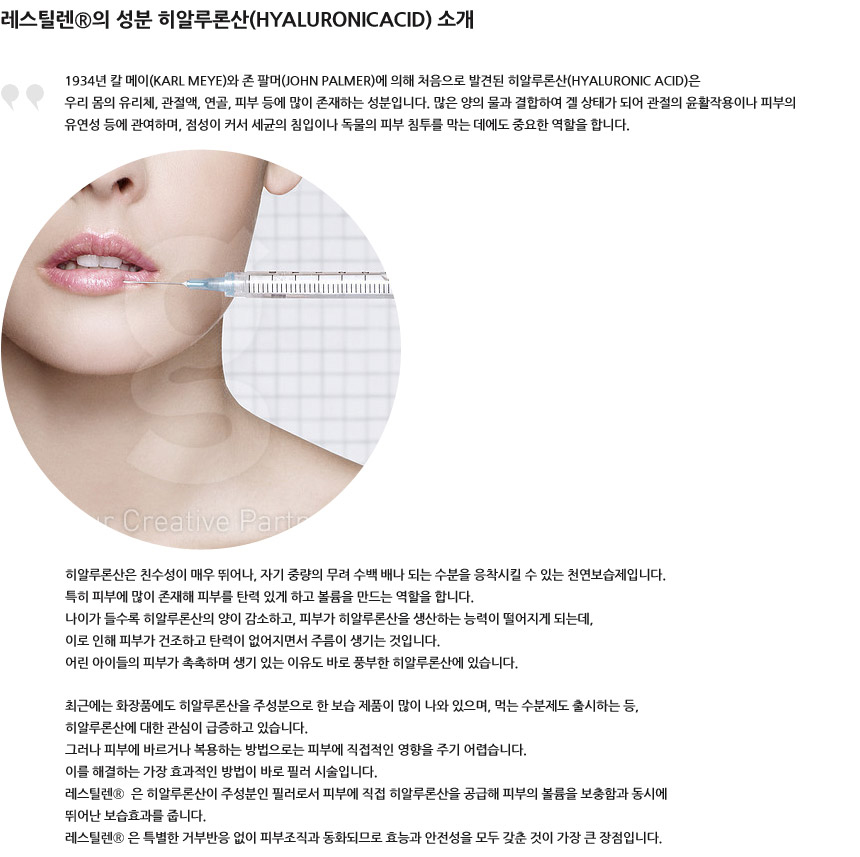 레스틸렌®의 성분 히알루론산(HYALURONICACID) 소개
1934년 칼 메이(KARL MEYE)와 존 팔머(JOHN PALMER)에 의해 처음으로 발견된 히알루론산(HYALURONIC ACID)은
우리 몸의 유리체, 관절액, 연골, 피부 등에 많이 존재하는 성분입니다. 많은 양의 물과 결합하여 겔 상태가 되어 관절의 윤활작용이나 피부의
유연성 등에 관여하며, 점성이 커서 세균의 침입이나 독물의 피부 침투를 막는 데에도 중요한 역할을 합니다.
gs
ur Creative Partn
히알루론산은 친수성이 매우 뛰어나, 자기 중량의 무려 수백 배나 되는 수분을 응착시킬 수 있는 천연보습제입니다.
특히 피부에 많이 존재해 피부를 탄력 있게 하고 볼륨을 만드는 역할을 합니다.
나이가 들수록 히알루론산의 양이 감소하고, 피부가 히알루론산을 생산하는 능력이 떨어지게 되는데,
이로 인해 피부가 건조하고 탄력이 없어지면서 주름이 생기는 것입니다.
어린 아이들의 피부가 촉촉하며 생기 있는 이유도 바로 풍부한 히알루론산에 있습니다.
최근에는 화장품에도 히알루론산을 주성분으로 한 보습 제품이 많이 나와 있으며, 먹는 수분제도 출시하는 등,
히알루론산에 대한 관심이 급증하고 있습니다.
그러나 피부에 바르거나 복용하는 방법으로는 피부에 직접적인 영향을 주기 어렵습니다.
이를 해결하는 가장 효과적인 방법이 바로 필러 시술입니다.
레스틸렌® 은 히알루론산이 주성분인 필러로서 피부에 직접 히알루론산을 공급해 피부의 볼륨을 보충함과 동시에
뛰어난 보습효과를 줍니다.
레스틸렌® 은 특별한 거부반응 없이 피부조직과 동화되므로 효능과 안전성을 모두 갖춘 것이 가장 큰 장점입니다.